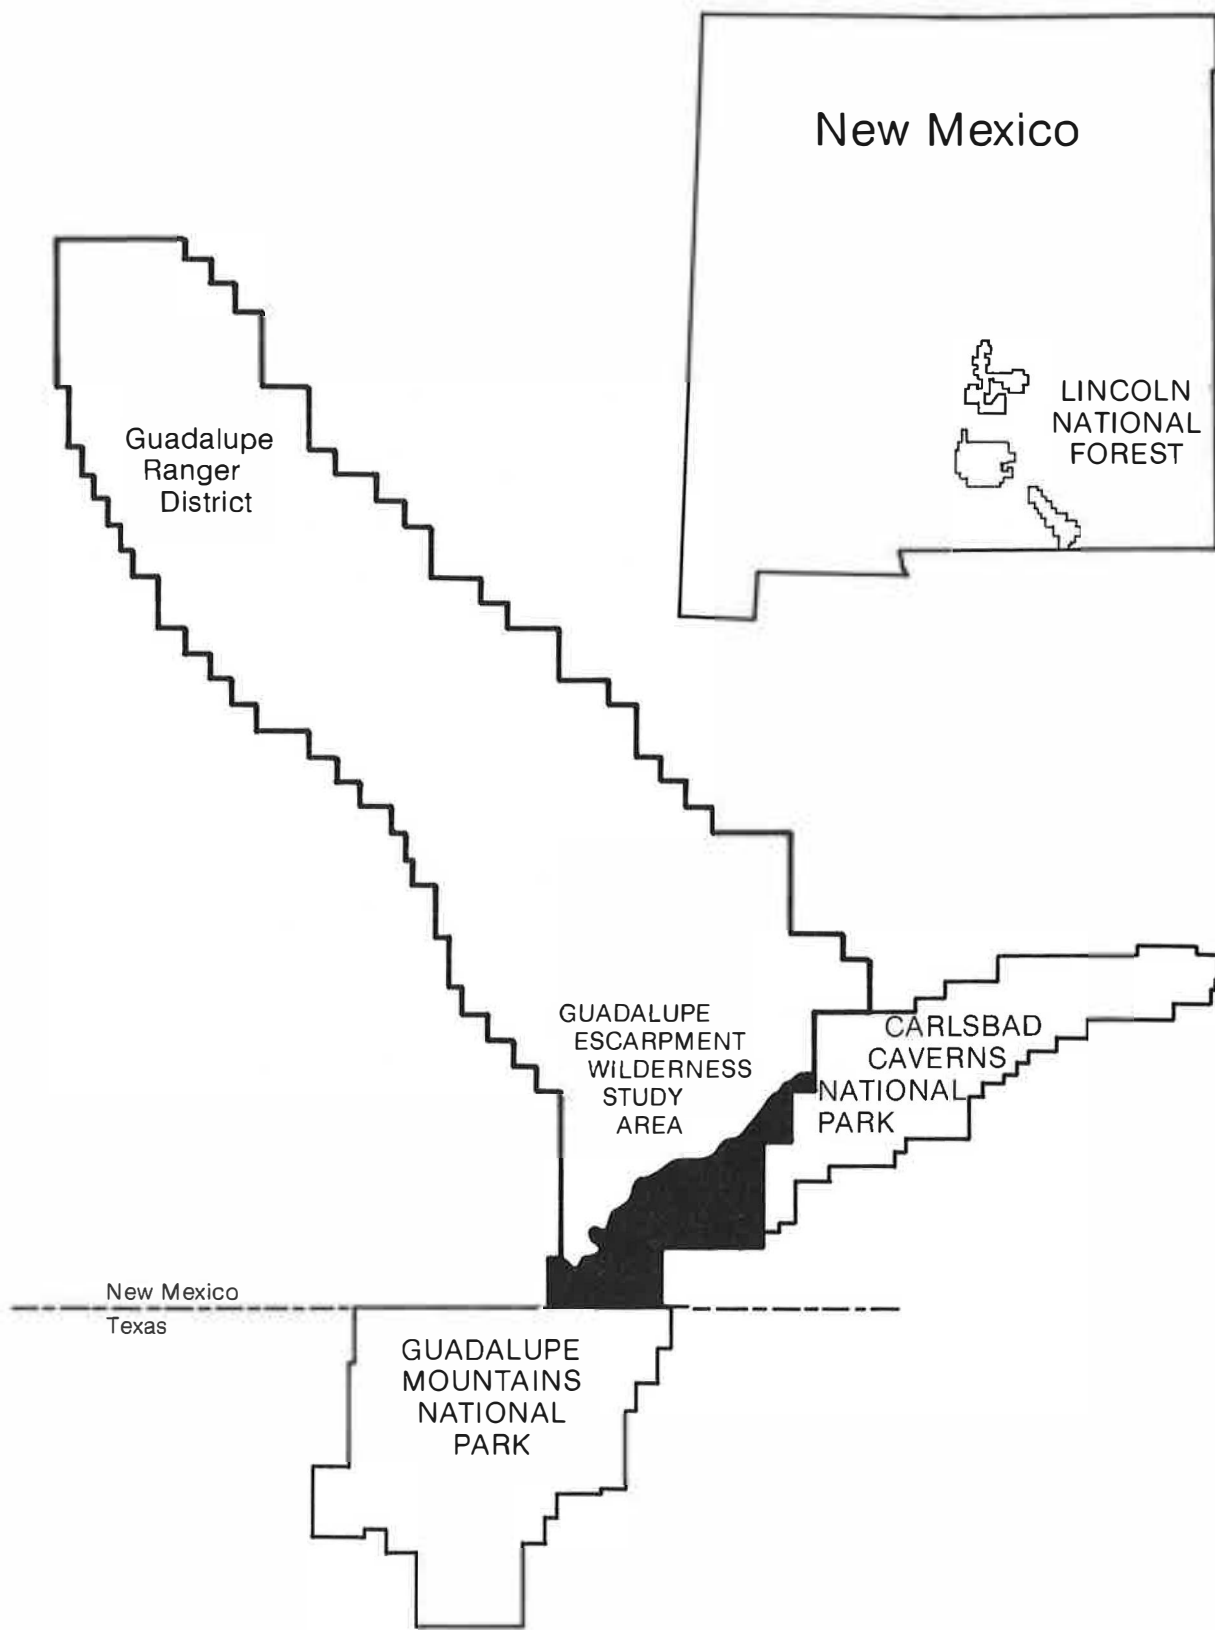 New Mexico
LINCOLN
NATIONAL
FOREST
Guadalupe
Ranger
District
GUADALUPE
ESCARPMENT
WILDERNESS
STUDY
AREA
CARLSBAD
CAVERNS
NATIONAL
PARK
New Mexico
Texas
GUADALUPE
MOUNTAINS
NATIONAL
PARK